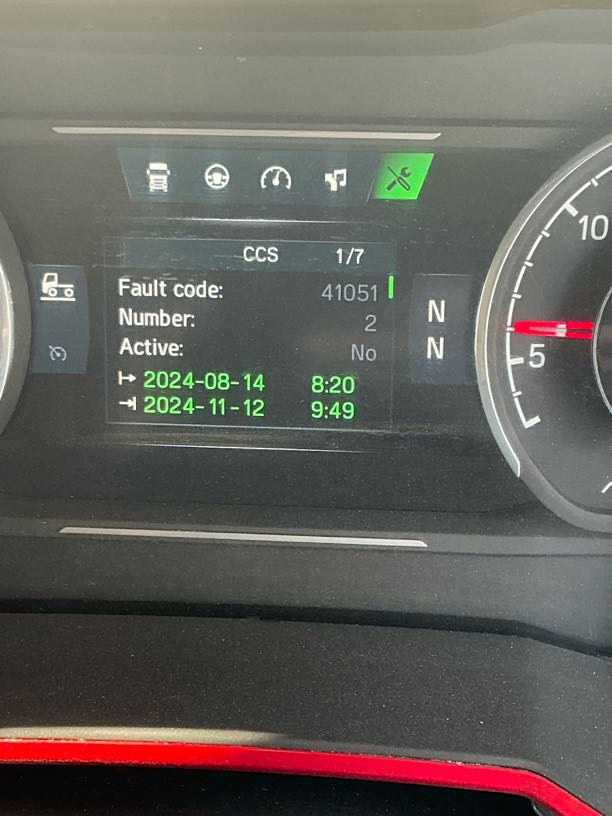 CCS 1/7
Fault code: 41051
Number: 2
Active: No
2024-08-14 8:20
2024-11-12 9:49
N
N
10
5